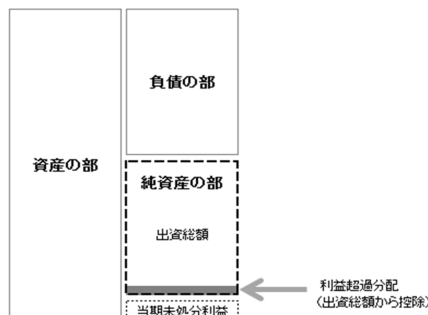 負債の部
資産の部
純資産の部
出資総額
利益超過分配
（出資総額から控除）
当期未処分利益